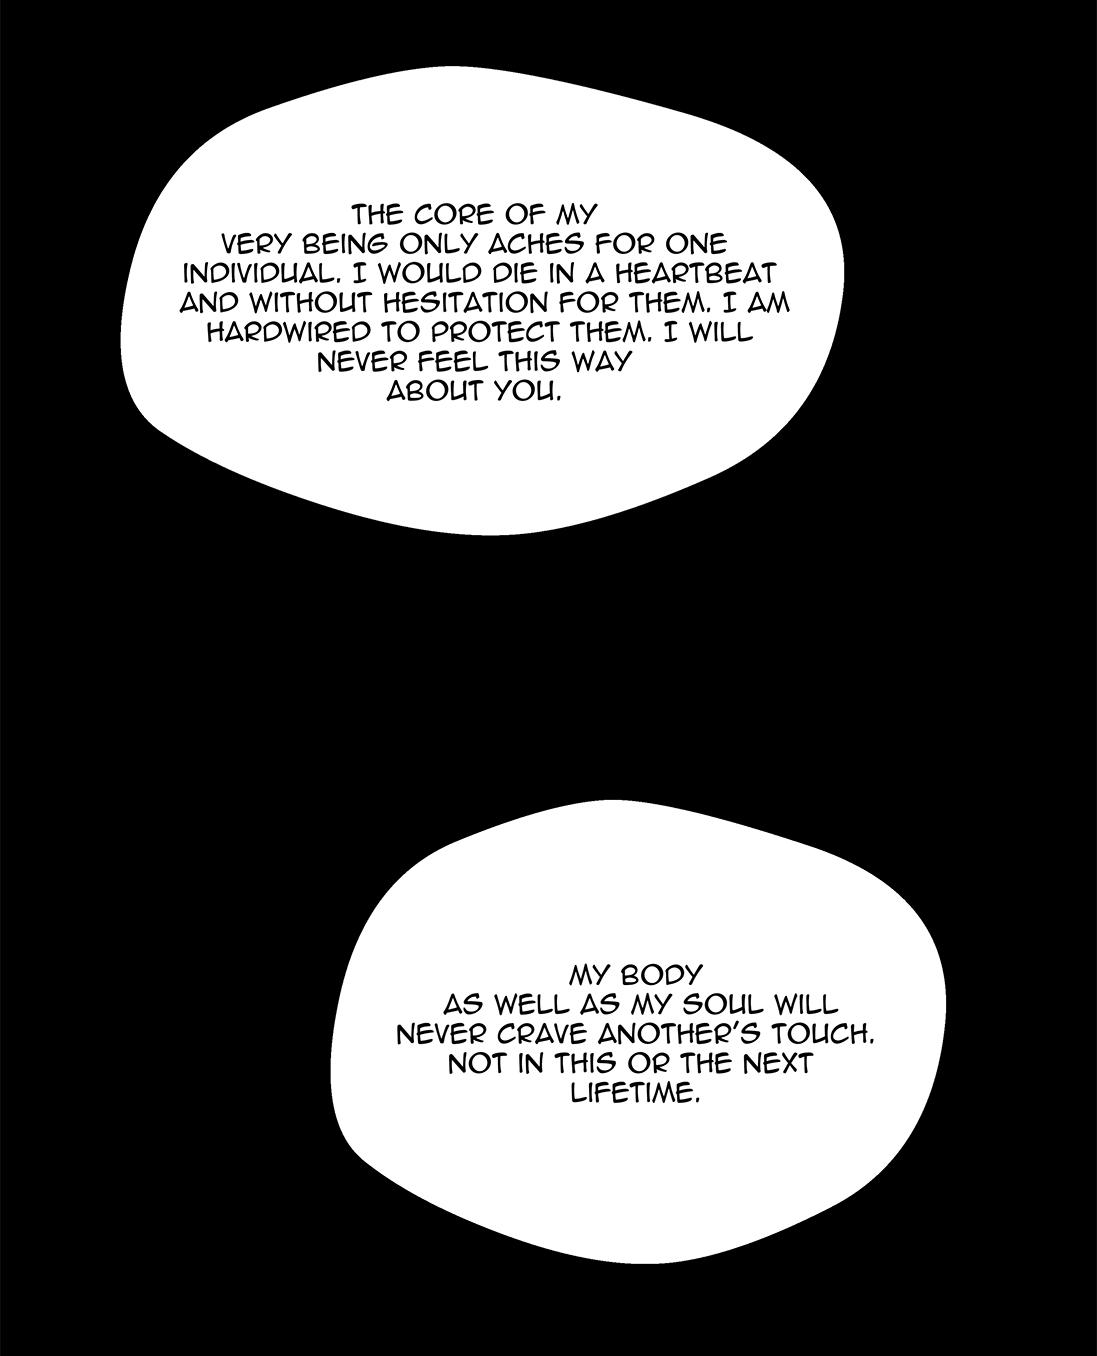 THE CORE OF MY
VERY BEING ONLY ACHES FOR ONE
INDIVIDUAL. I WOULD DIE IN A HEARTBEAT
AND WITHOUT HESITATION FOR THEM. I AM
HARDWIRED TO PROTECT THEM. I WILL
NEVER FEEL THIS WAY
ABOUT YOU.
MY BODY
AS WELL AS MY SOUL WILL
NEVER CRAVE ANOTHER'S TOUCH.
NOT IN THIS OR THE NEXT
LIFETIME.